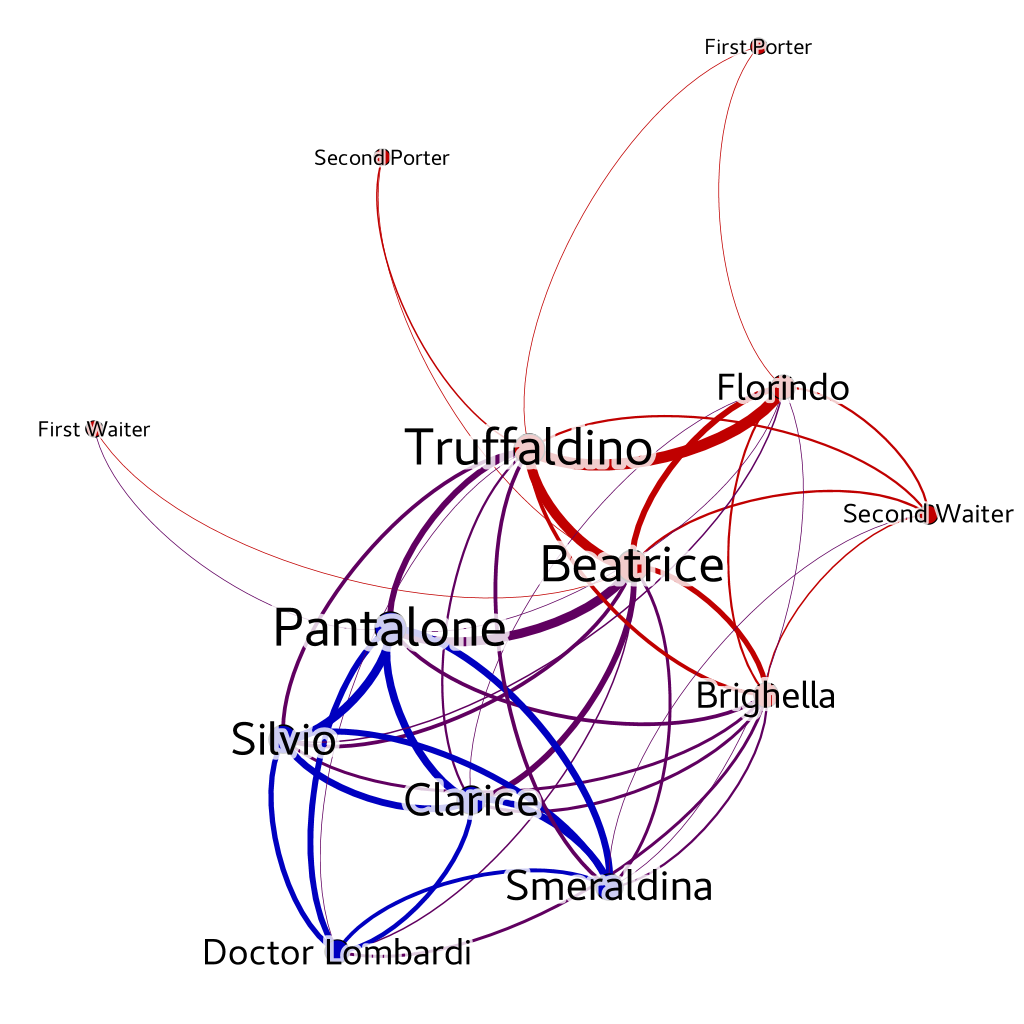 First Porter
Second Porter
Florindo
First Waiter
Truffaldino
Second Waiter
Beatrice
Pantalone
Brighella
Silvio
Clarice
Smeraldina
Doctor Lombardi